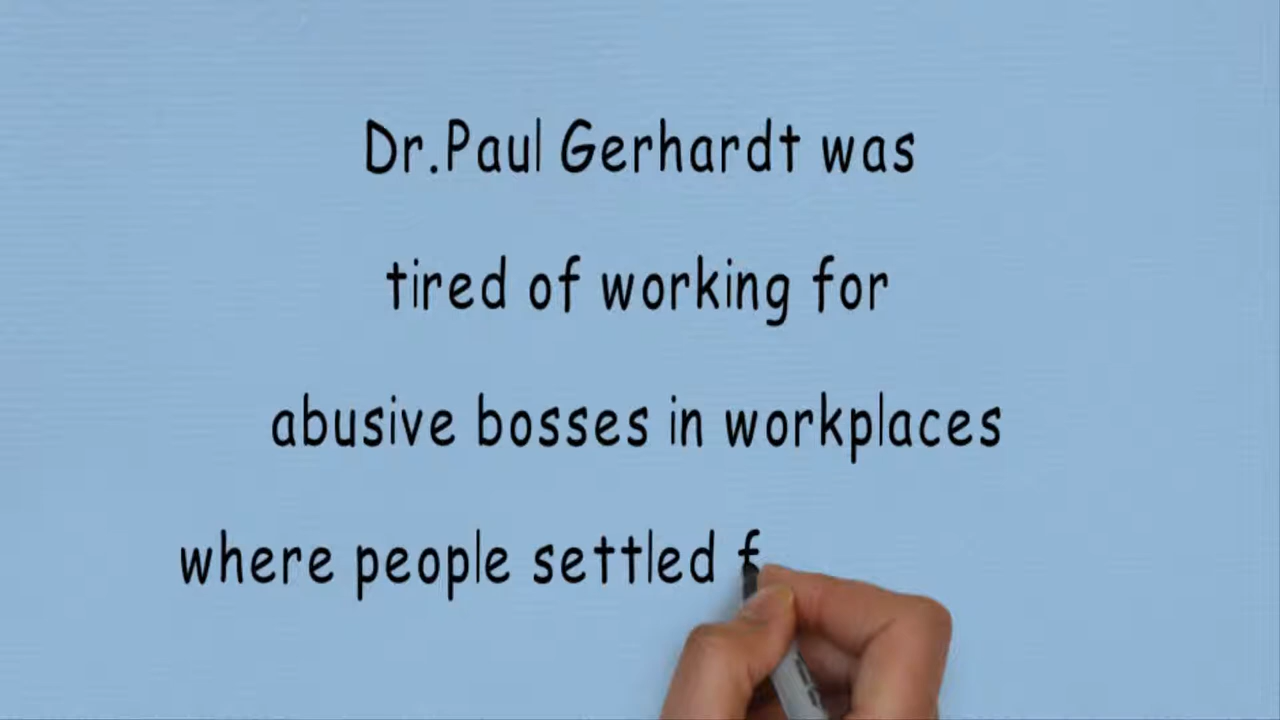 Dr.Paul Gerhardt was
tired of working for
abusive bosses in workplaces
where people settled f